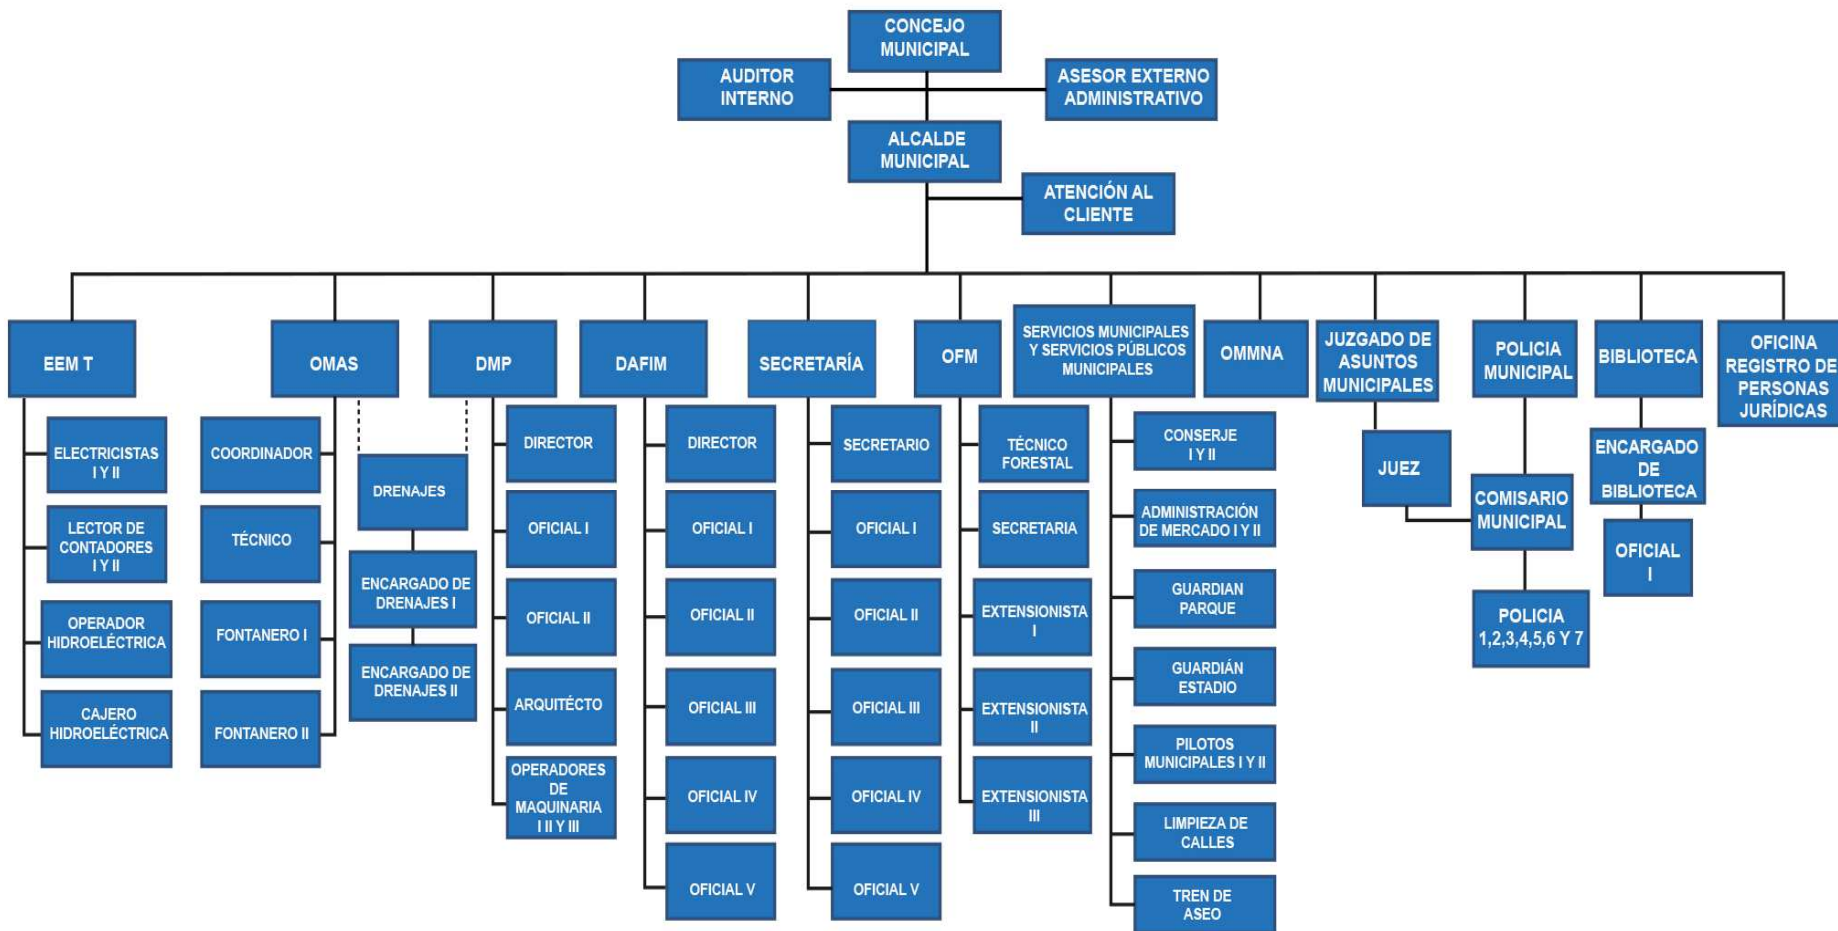 CONCEJO
MUNICIPAL
AUDITOR
INTERNO
ASESOR EXTERNO
ADMINISTRATIVO
ALCALDE
MUNICIPAL
ATENCIÓN AL
CLIENTE
EEM T
OMAS
DMP
DAFIM
SECRETARÍA
OFM
SERVICIOS MUNICIPALES
Y SERVICIOS PÚBLICOS
MUNICIPALES
OMMNA
JUZGADO DE
ASUNTOS
MUNICIPALES
POLICIA
MUNICIPAL
BIBLIOTECA
OFICINA
REGISTRO DE
PERSONAS
JURÍDICAS
ELECTRICISTAS
I Y II
LECTOR DE
CONTADORES
I Y II
OPERADOR
HIDROELÉCTRICA
CAJERO
HIDROELÉCTRICA
COORDINADOR
TÉCNICO
FONTANERO I
FONTANERO II
DRENAJES
ENCARGADO DE
DRENAJES I
ENCARGADO DE
DRENAJES II
DIRECTOR
OFICIAL I
OFICIAL II
ARQUITÉCTO
OPERADORES
DE
MAQUINARIA
I II Y III
DIRECTOR
OFICIAL I
OFICIAL II
OFICIAL III
OFICIAL IV
OFICIAL V
SECRETARIO
OFICIAL I
OFICIAL II
OFICIAL III
OFICIAL IV
OFICIAL V
TÉCNICO
FORESTAL
SECRETARIA
EXTENSIONISTA
I
EXTENSIONISTA
II
EXTENSIONISTA
III
CONSERJE
I Y II
ADMINISTRACIÓN
DE MERCADO I Y II
GUARDIAN
PARQUE
GUARDIÁN
ESTADIO
PILOTOS
MUNICIPALES I Y II
LIMPIEZA DE
CALLES
TREN DE
ASEO
JUEZ
COMISARIO
MUNICIPAL
POLICIA
1,2,3,4,5,6 Y 7
ENCARGADO
DE
BIBLIOTECA
OFICIAL
I